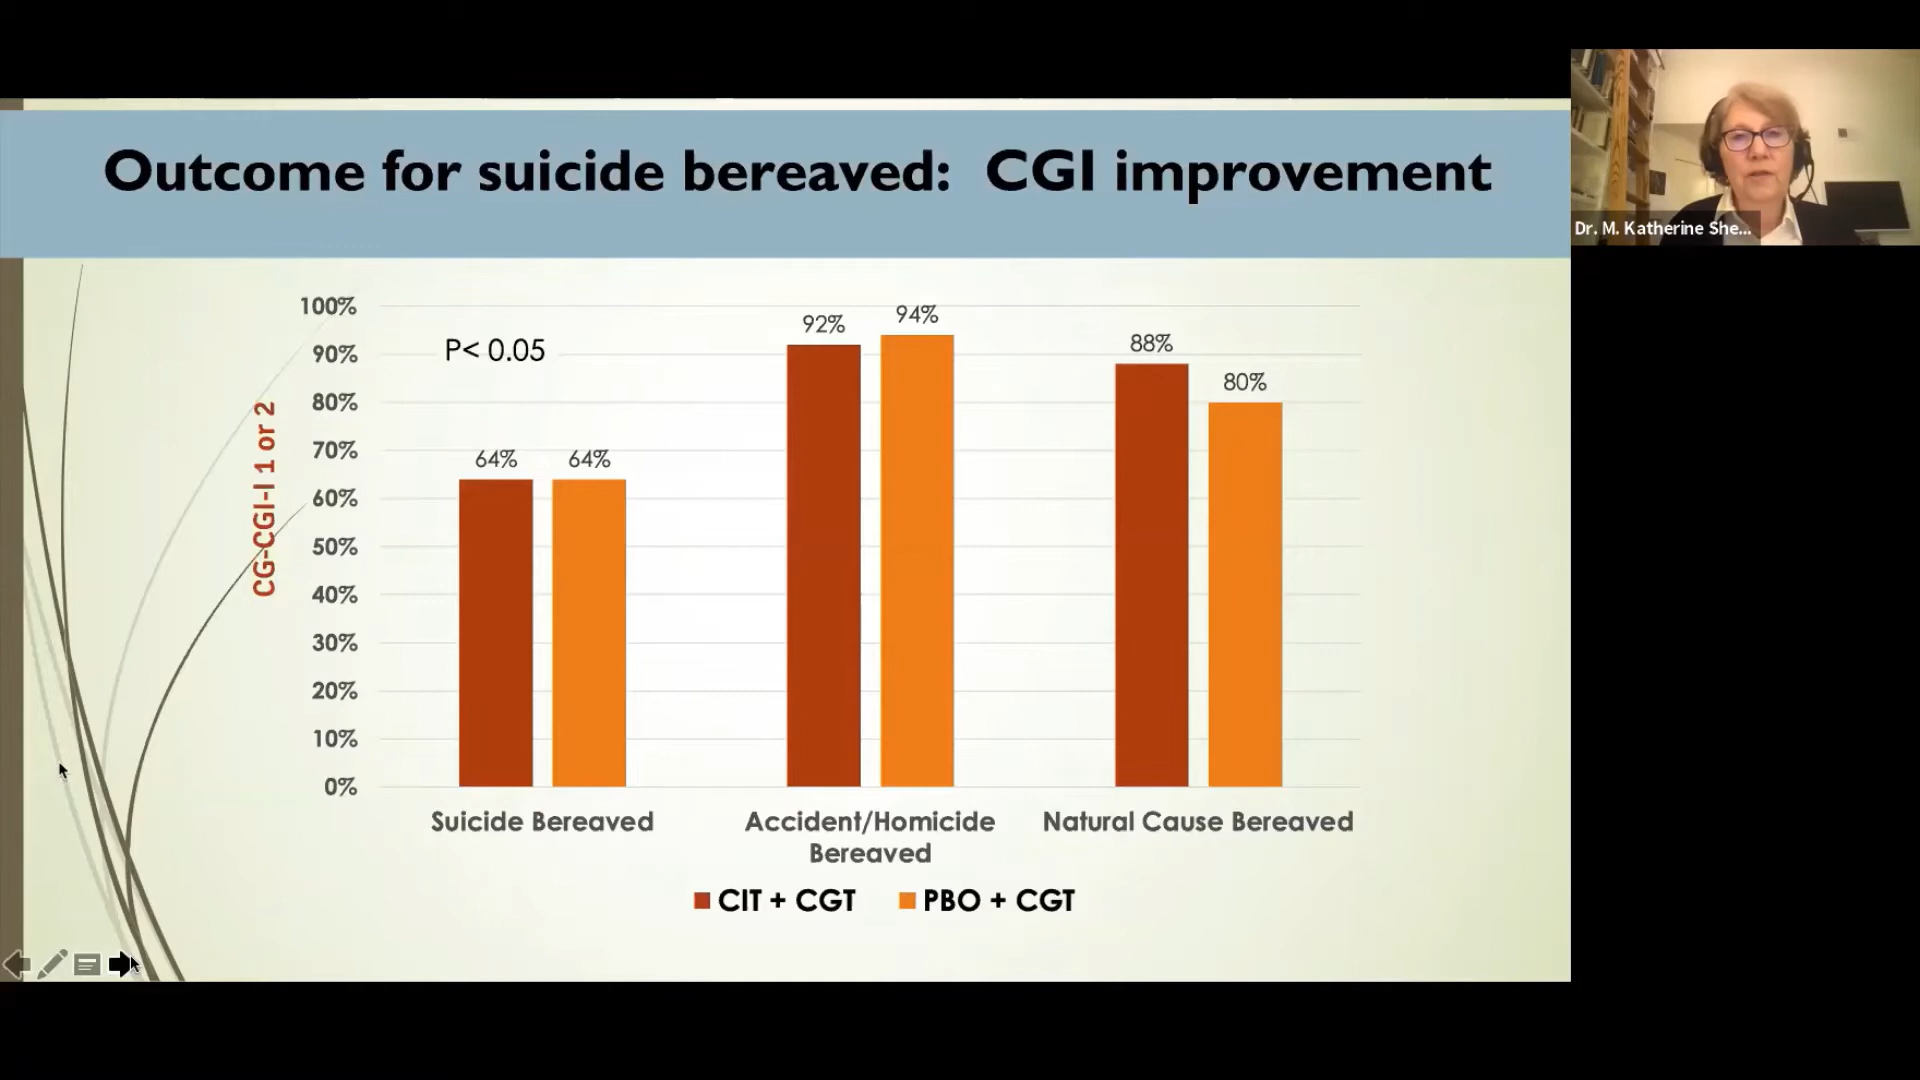 Outcome for suicide bereaved: CGI improvement
Dr. M. Katherine She...
CG-CGI-I 1 or 2
100%
90%
80%
70%
60%
50%
40%
30%
20%
10%
0%
P< 0.05
64%
64%
92%
94%
88%
80%
Suicide Bereaved
Accident/Homicide
Bereaved
Natural Cause Bereaved
CIT + CGT
PBO + CGT